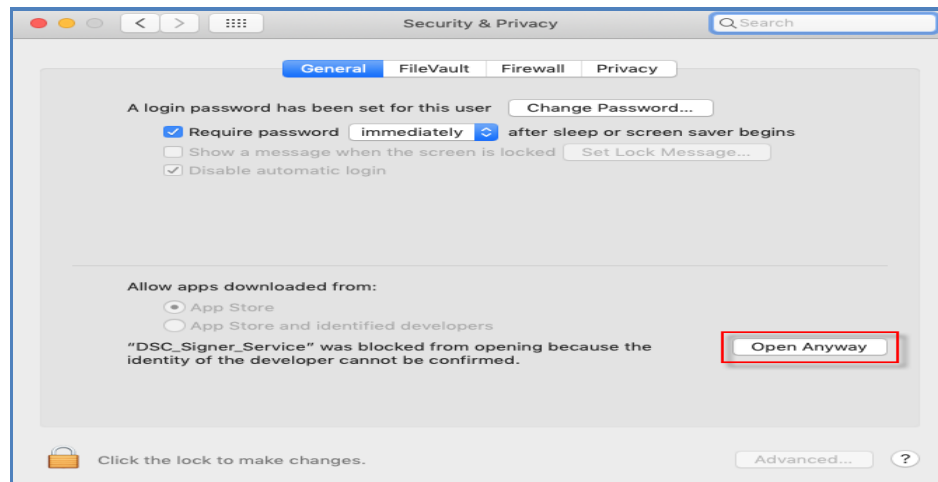 Security & Privacy
Search
General FileVault Firewall Privacy
A login password has been set for this user Change Password...
Require password immediately after sleep or screen saver begins
Show a message when the screen is locked Set Lock Message...
Disable automatic login
Allow apps downloaded from:
App Store
App Store and identified developers
"DSC_Signer_Service" was blocked from opening because the Open Anyway
identity of the developer cannot be confirmed.
Click the lock to make changes. Advanced... ?